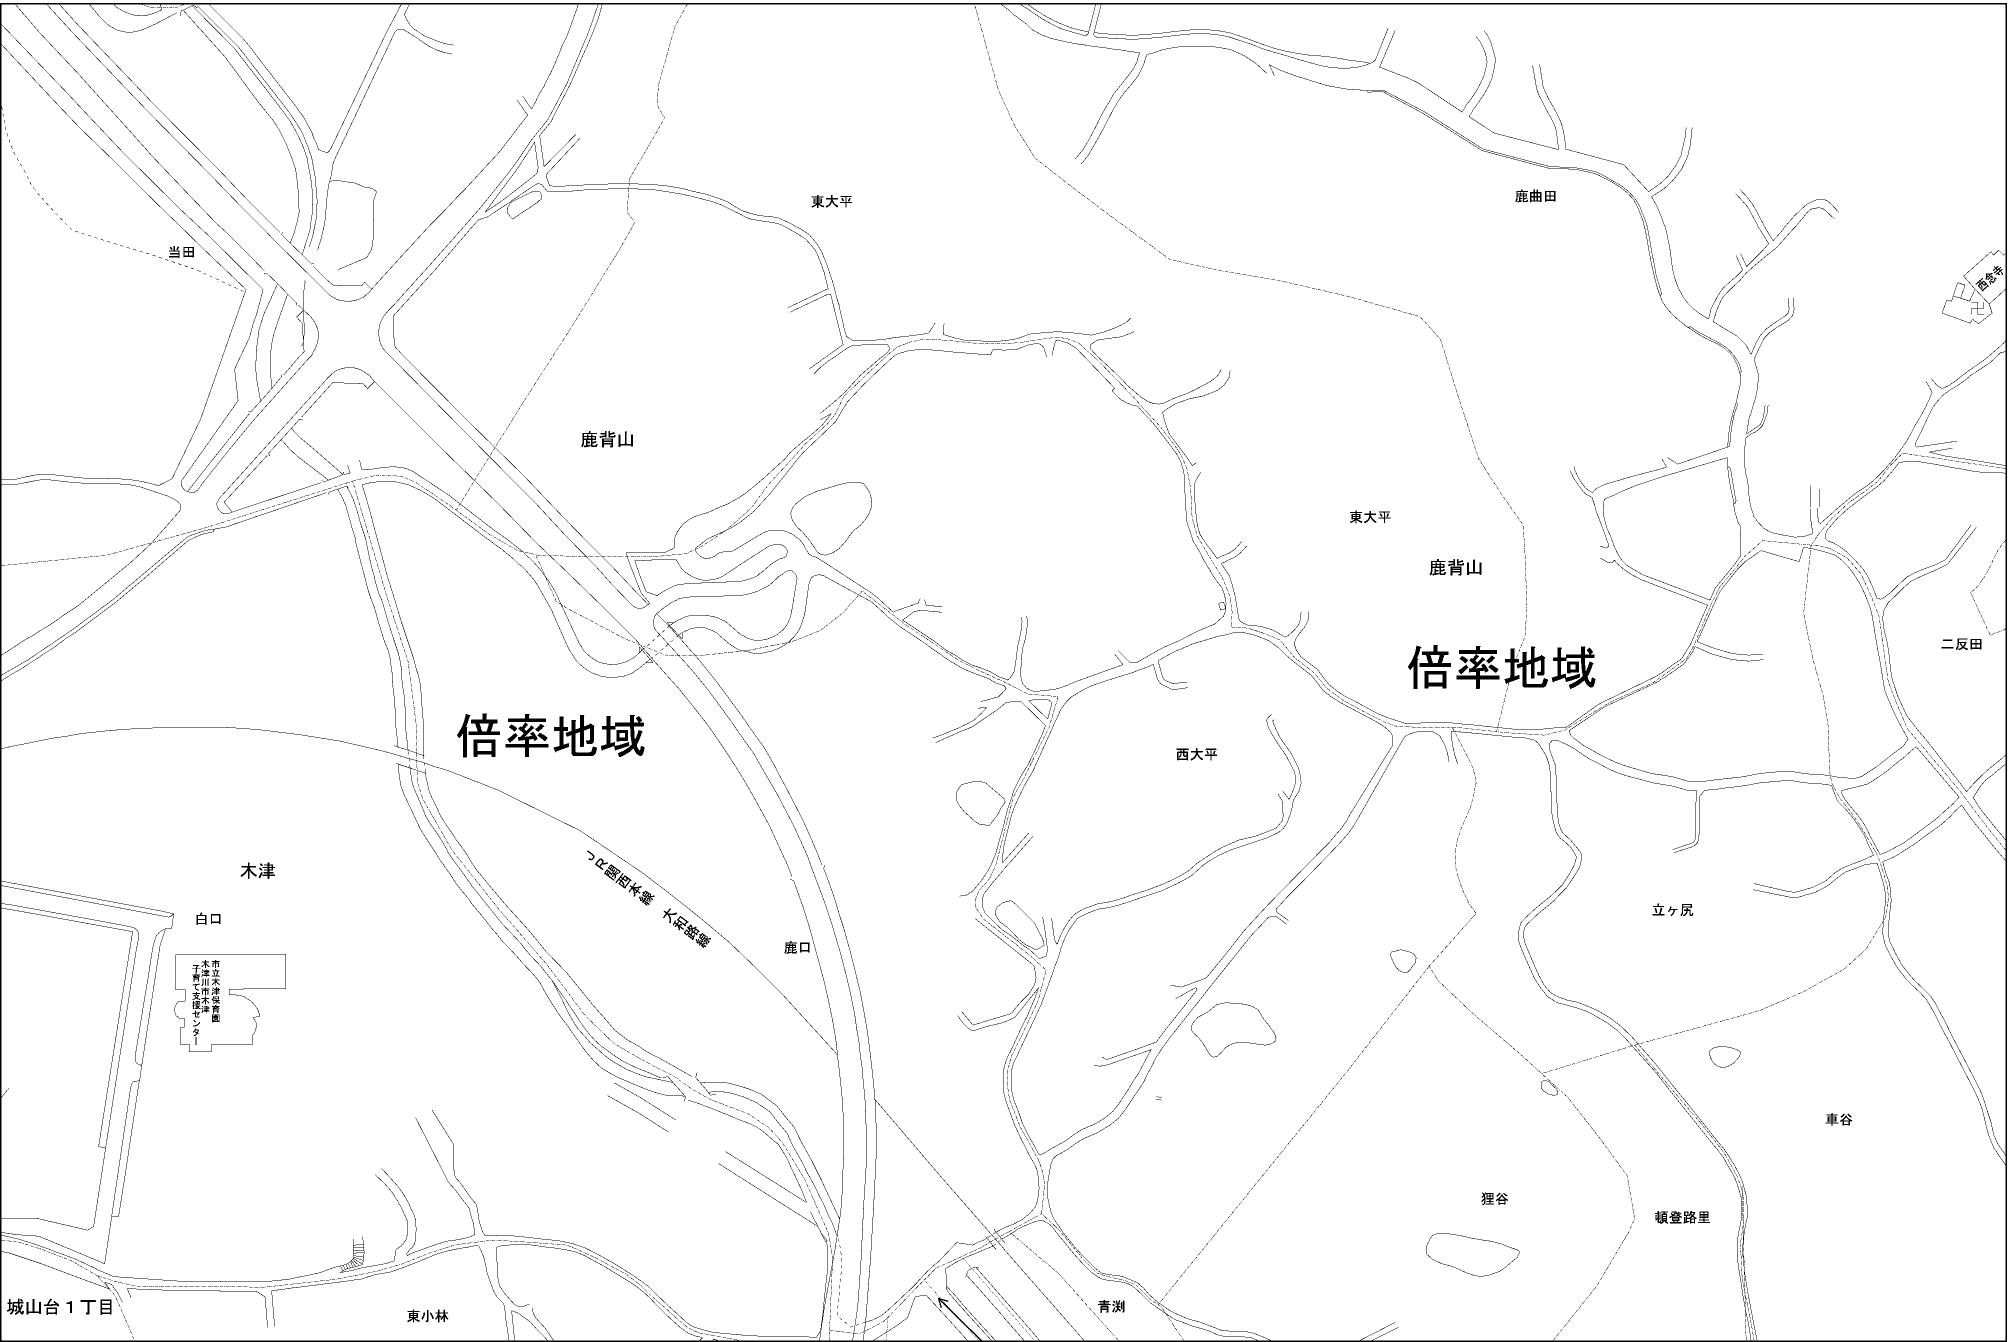 東大平
鹿曲田
当田
西念寺
鹿背山
東大平
鹿背山
倍率地域
二反田
倍率地域
西大平
木津
JR関西本線　大和路線
白口
立ヶ尻
鹿口
市立木津保育園
木津川市木津
子育て支援センター
車谷
狸谷
頓登路里
城山台１丁目
東小林
青渕